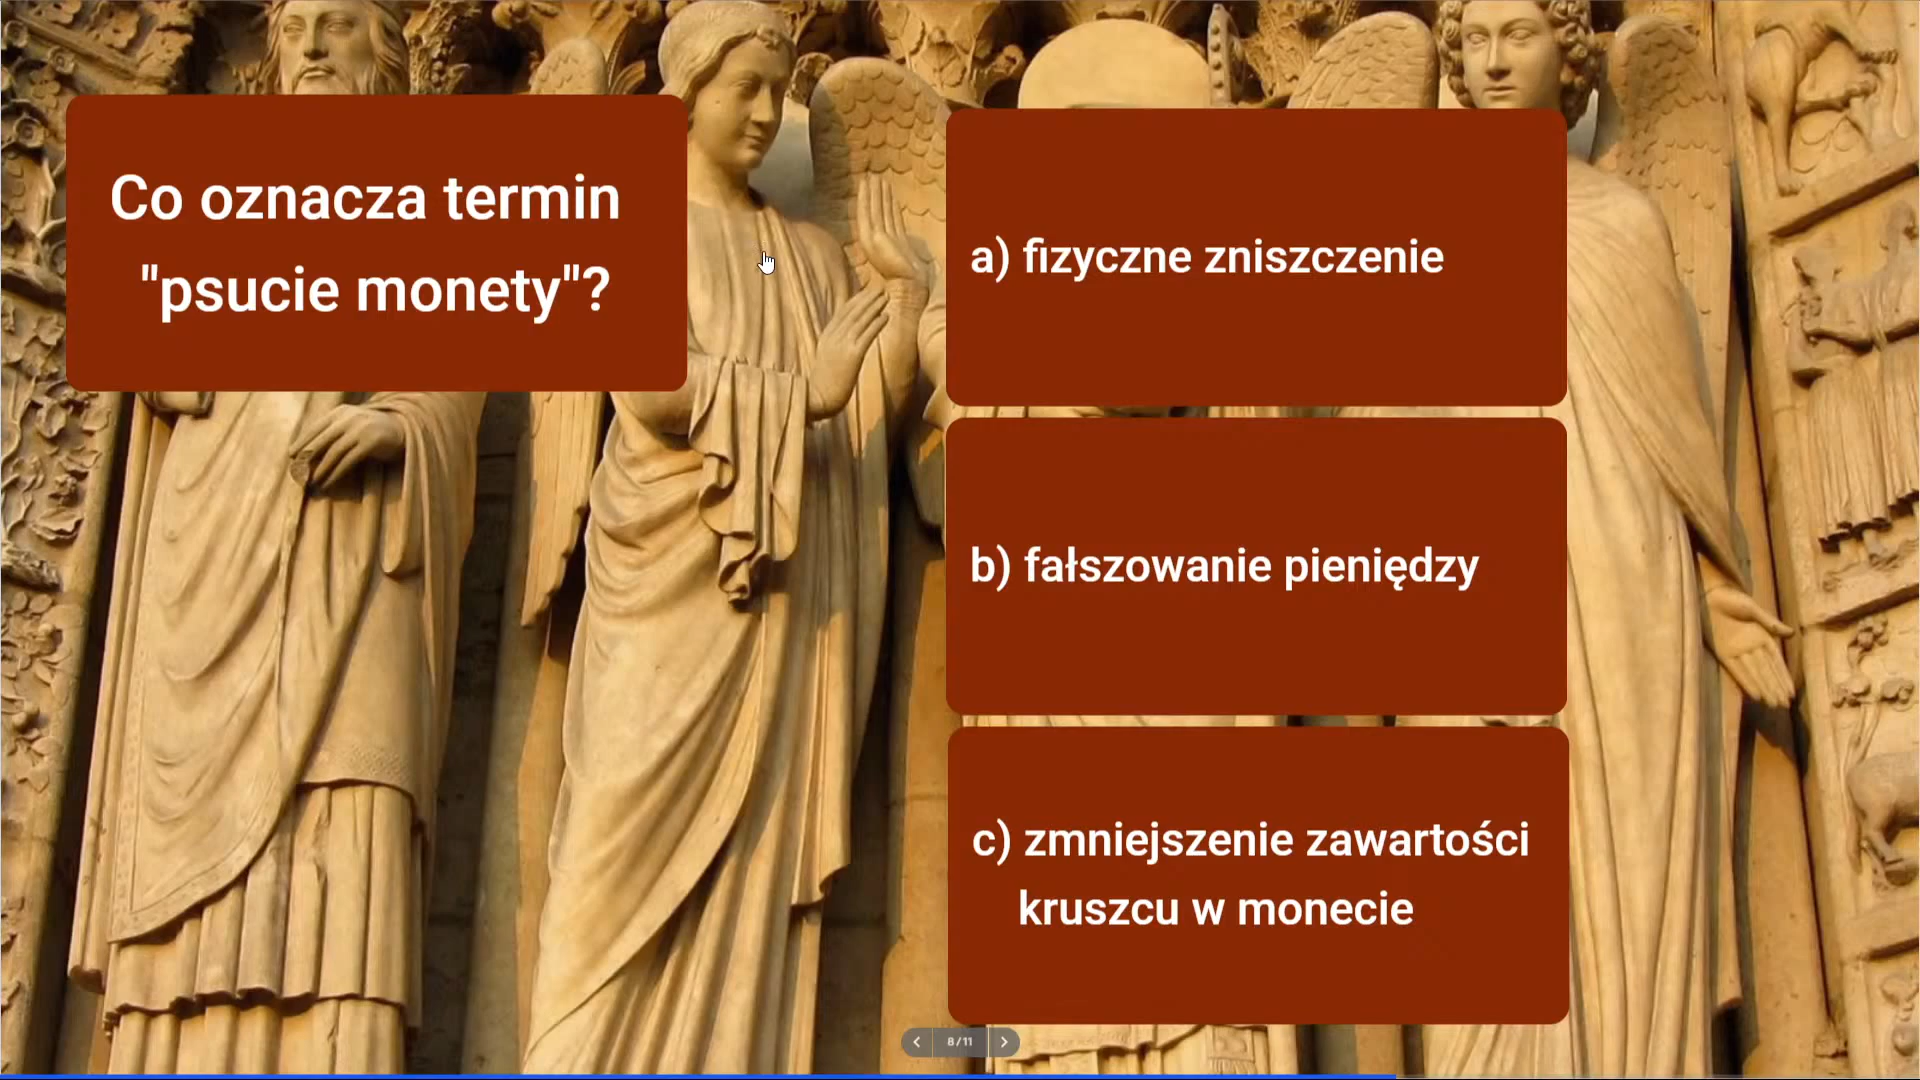 Co oznacza termin
"psucie monety"?
a) fizyczne zniszczenie
b) fałszowanie pieniędzy
c) zmniejszenie zawartości
kruszcu w monecie
8/11